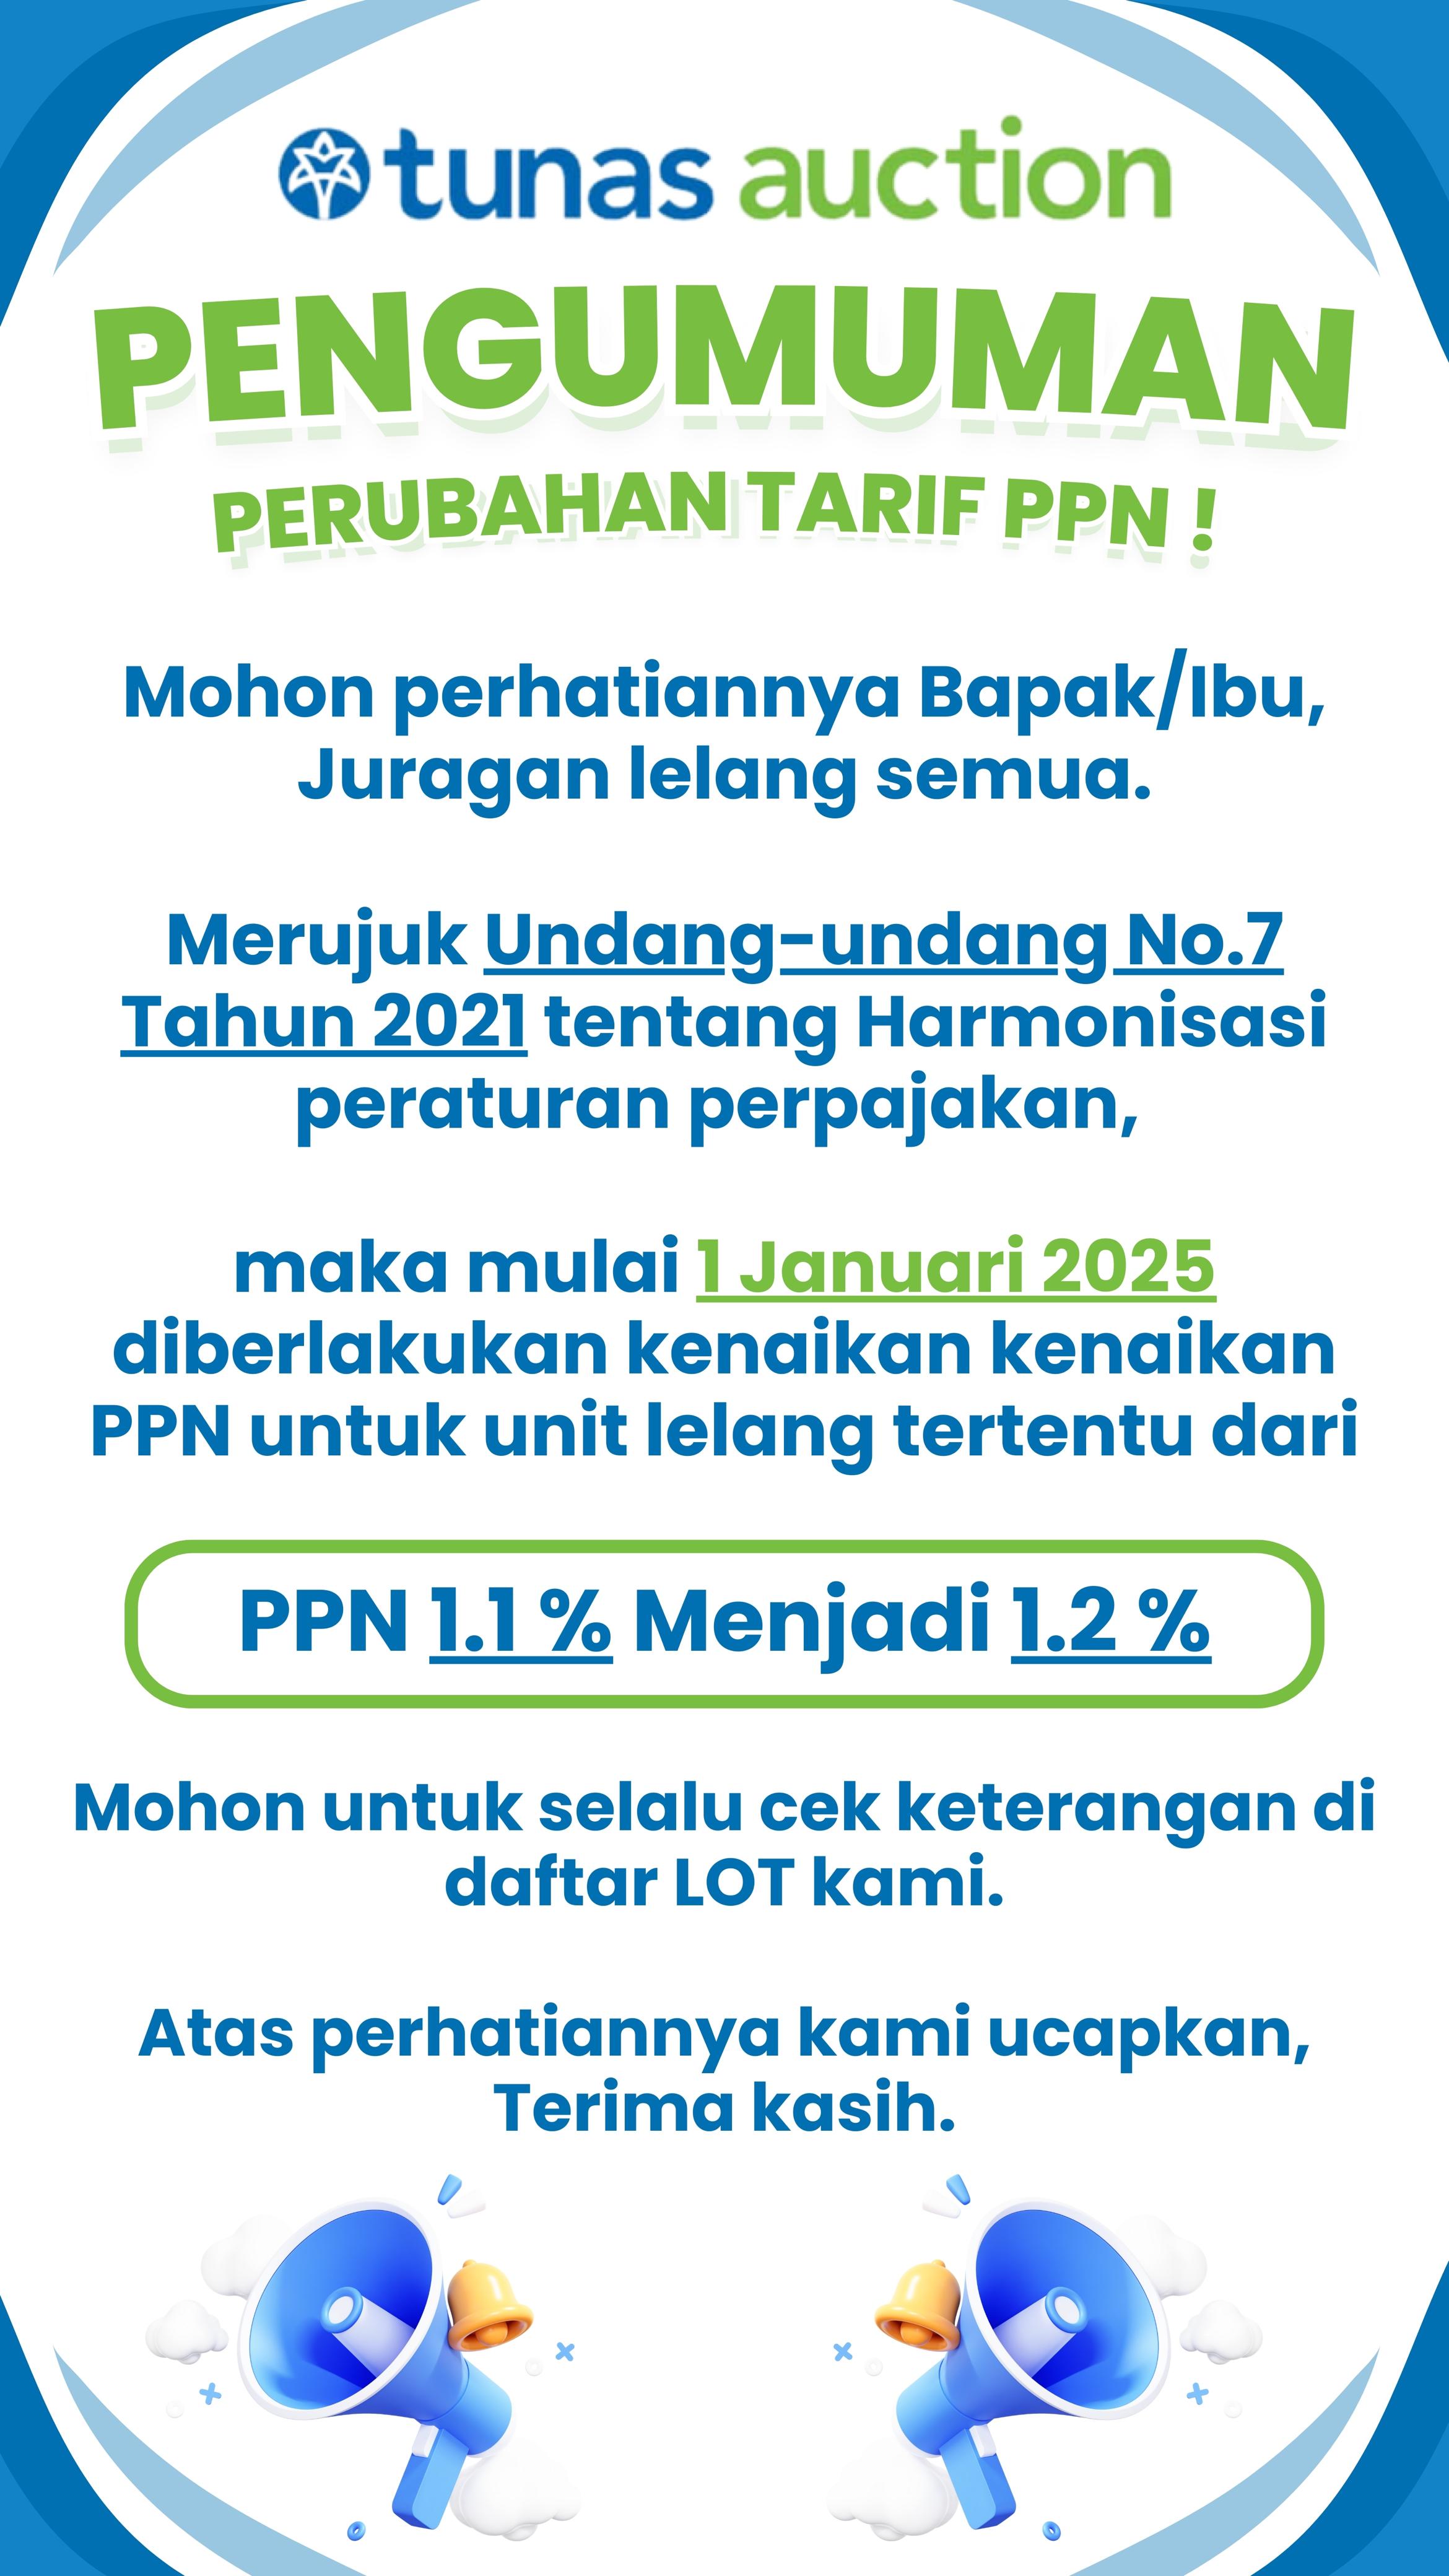 tunas auction
PENGUMUMAN
PERUBAHAN TARIF PPN !
Mohon perhatiannya Bapak/Ibu,
Juragan lelang semua.
Merujuk Undang-undang No.7
Tahun 2021 tentang Harmonisasi
peraturan perpajakan,
maka mulai 1 Januari 2025
diberlakukan kenaikan kenaikan
PPN untuk unit lelang tertentu dari
PPN 1.1 % Menjadi 1.2 %
Mohon untuk selalu cek keterangan di
daftar LOT kami.
Atas perhatiannya kami ucapkan,
Terima kasih.